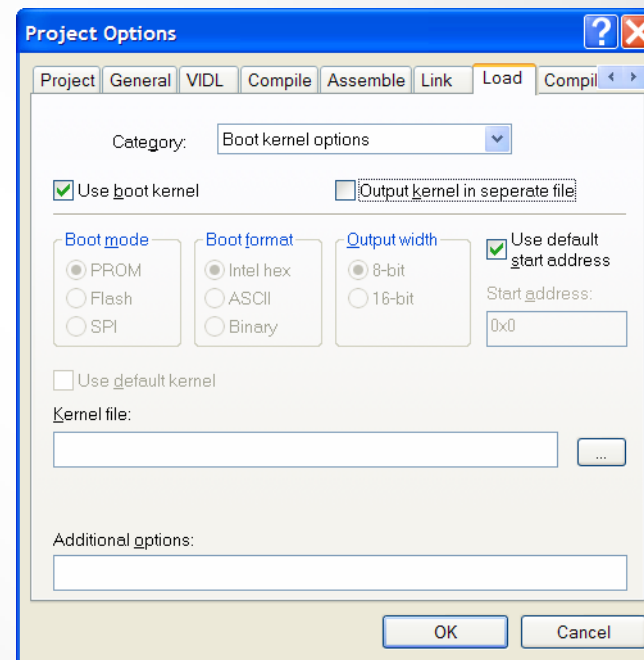 Project Options
Project General VIDL Compile Assemble Link Load Compil
Category: Boot kernel options
Use boot kernel Output kernel in seperate file
Boot mode Boot format Output width Use default
start address
PROM Intel hex 8-bit
Flash ASCII 16-bit Start address:
SPI Binary 0x0
Use default kernel
Kernel file:
...
Additional options:
OK Cancel